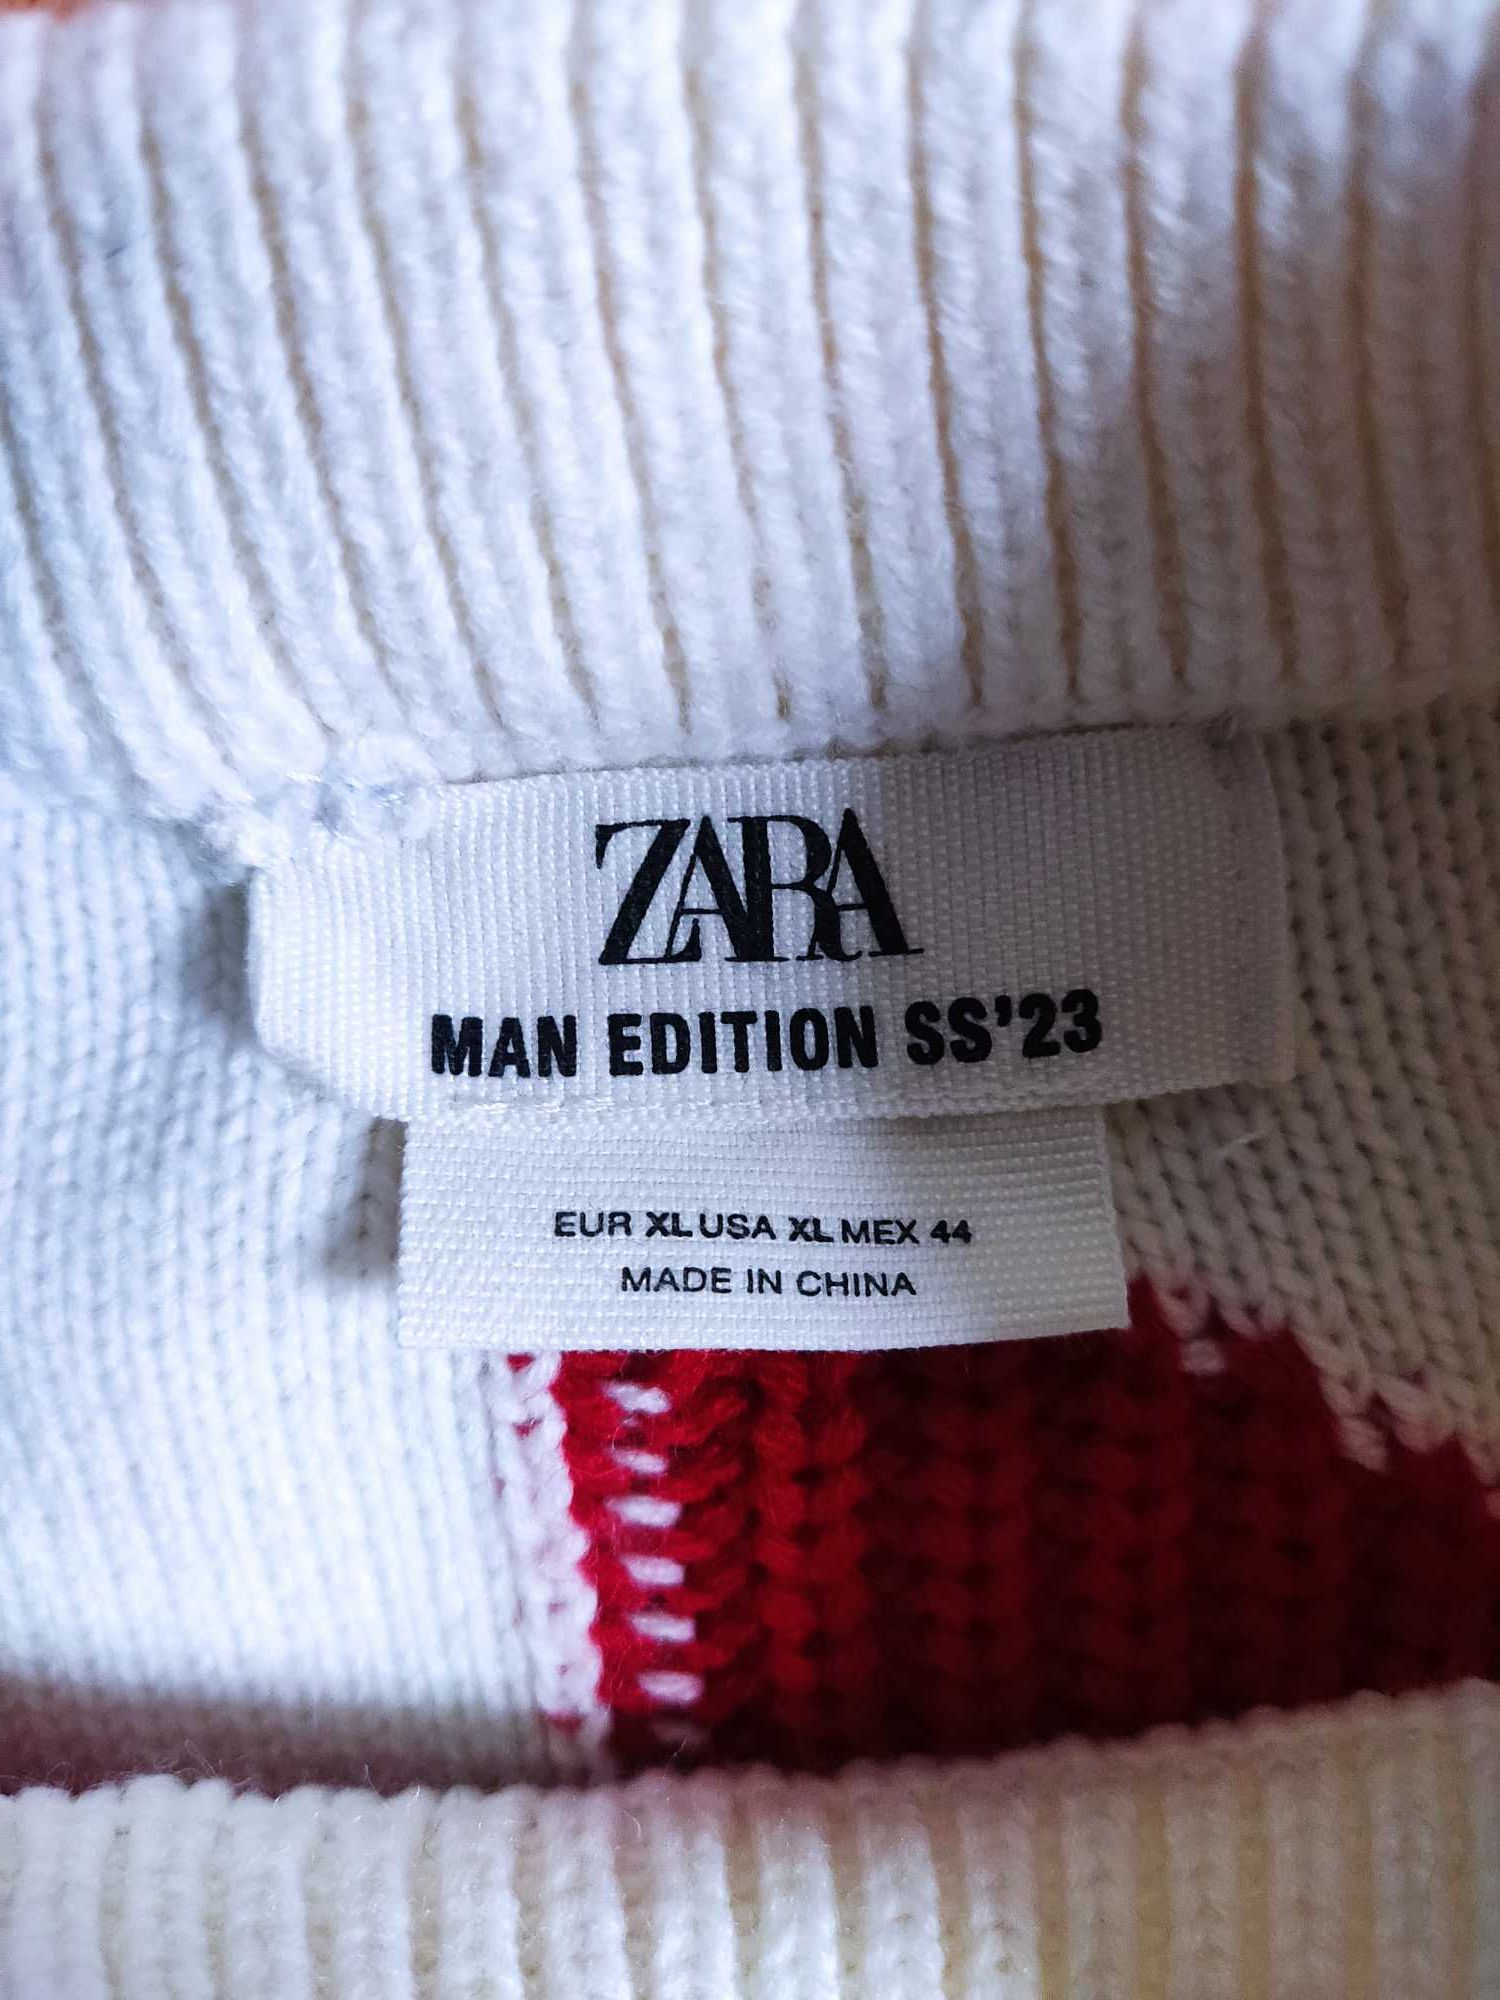 ZARA
MAN EDITION SS'23
EUR XL USA XL MEX 44
MADE IN CHINA